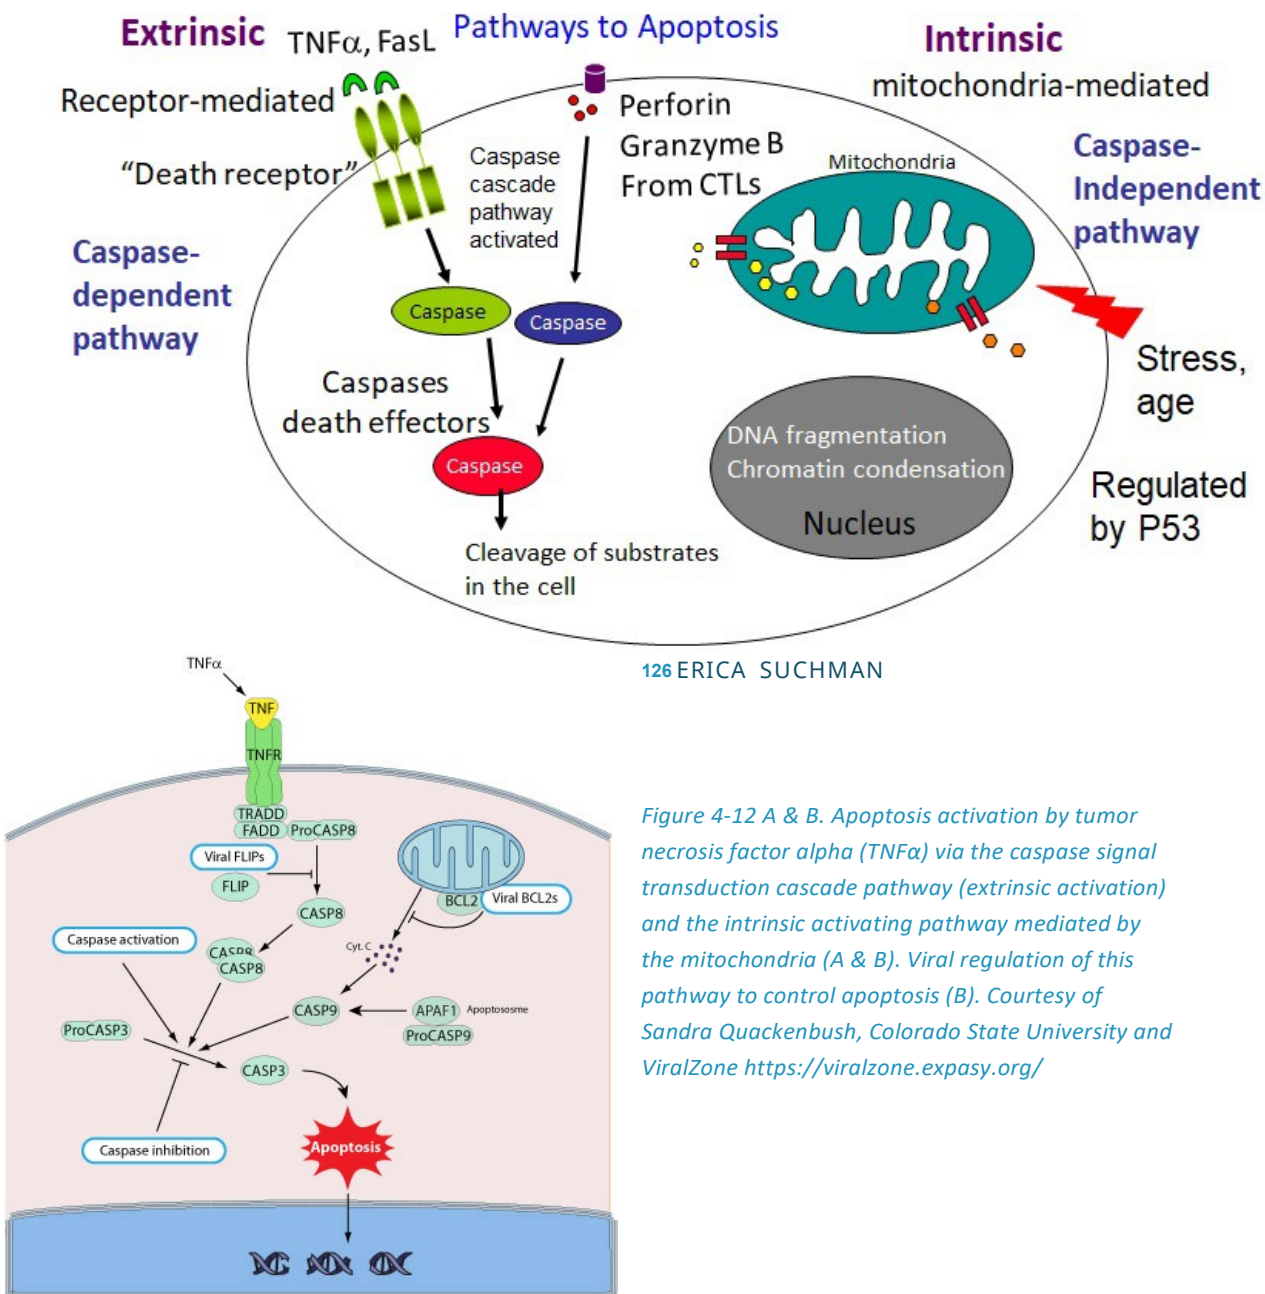 Extrinsic
TNFα, FasL
Pathways to Apoptosis
Intrinsic
mitochondria-mediated
Receptor-mediated
"Death receptor"
Caspase
cascade
pathway
activated
Perforin
Granzyme B
From CTLs
Mitochondria
Caspase-
Independent
pathway
Caspase-
dependent
pathway
Caspase
Caspase
Caspases
death effectors
Caspase
Cleavage of substrates
in the cell
DNA fragmentation
Chromatin condensation
Nucleus
Stress,
age
Regulated
by P53
126 ERICA SUCHMAN
TNFα
TNF
TNFR
TRADD
FADD
ProCASP8
Viral FLIPs
FLIP
CASP8
BCL2
Viral BCL2s
Caspase activation
CASP8
CASP8
Cyt. C
CASP9
APAF1
Apoptososme
ProCASP9
ProCASP3
CASP3
Caspase inhibition
Apoptosis
Figure 4-12 A & B. Apoptosis activation by tumor
necrosis factor alpha (TNFα) via the caspase signal
transduction cascade pathway (extrinsic activation)
and the intrinsic activating pathway mediated by
the mitochondria (A & B). Viral regulation of this
pathway to control apoptosis (B). Courtesy of
Sandra Quackenbush, Colorado State University and
ViralZone https://viralzone.expasy.org/